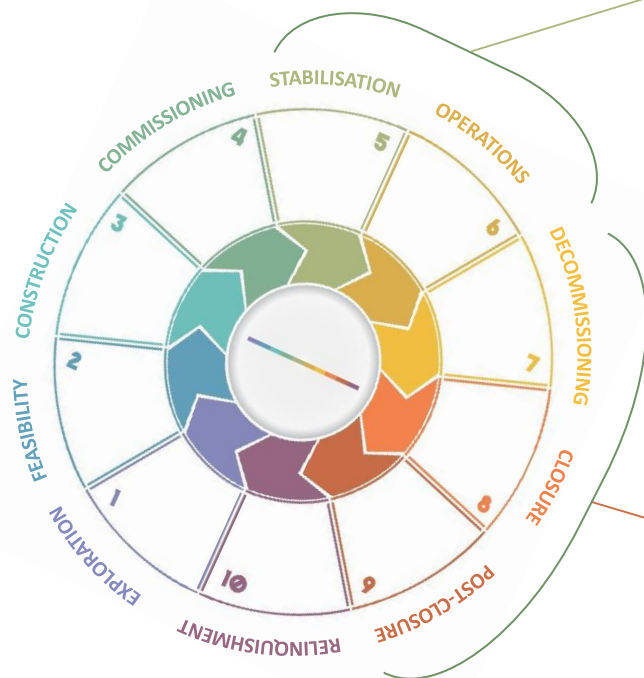 1
EXPLORATION
2
FEASIBILITY
3
CONSTRUCTION
4
COMMISSIONING
5
STABILISATION
6
OPERATIONS
7
DECOMMISSIONING
8
CLOSURE
9
POST-CLOSURE
10
RELINQUISHMENT